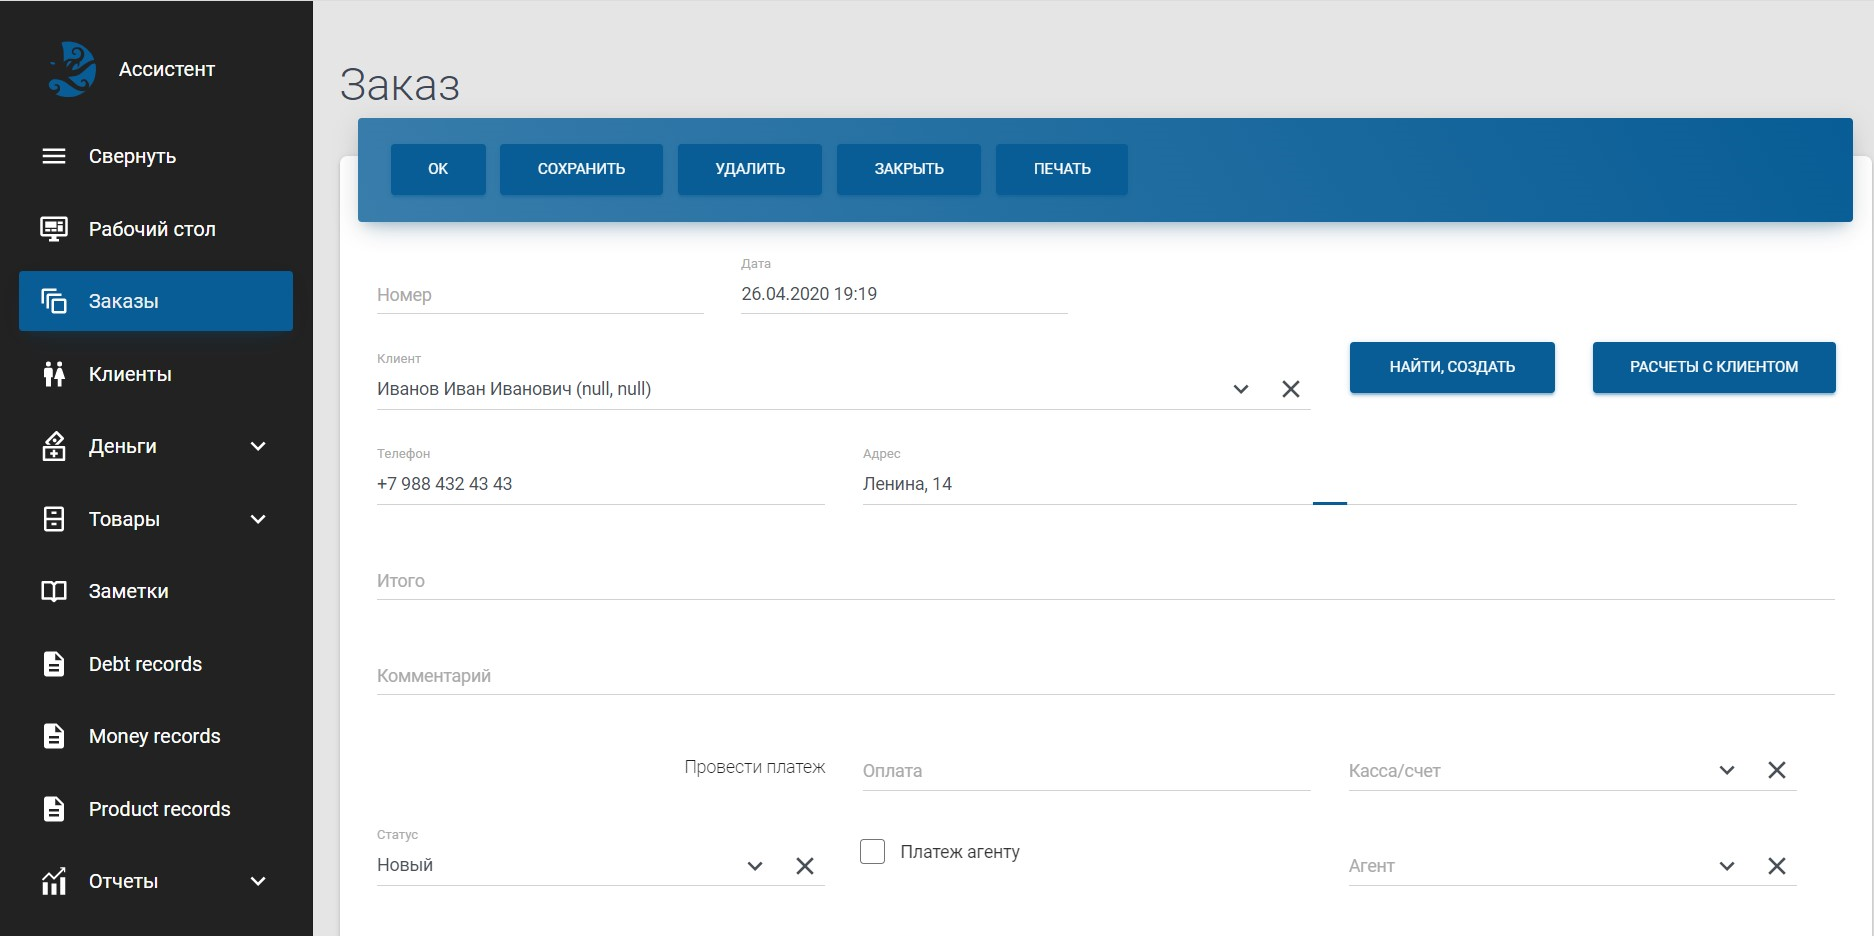 Ассистент
Свернуть
Рабочий стол
Заказы
Клиенты
Деньги
Товары
Заметки
Debt records
Money records
Product records
Отчеты
Заказ
ОК СОХРАНИТЬ УДАЛИТЬ ЗАКРЫТЬ ПЕЧАТЬ
Дата
Номер 26.04.2020 19:19
Клиент
Иванов Иван Иванович (null, null) НАЙТИ, СОЗДАТЬ РАСЧЕТЫ С КЛИЕНТОМ
Телефон Адрес
+7 988 432 43 43 Ленина, 14
Итого
Комментарий
Провести платеж Оплата Касса/счет
Статус
Новый Платеж агенту Агент